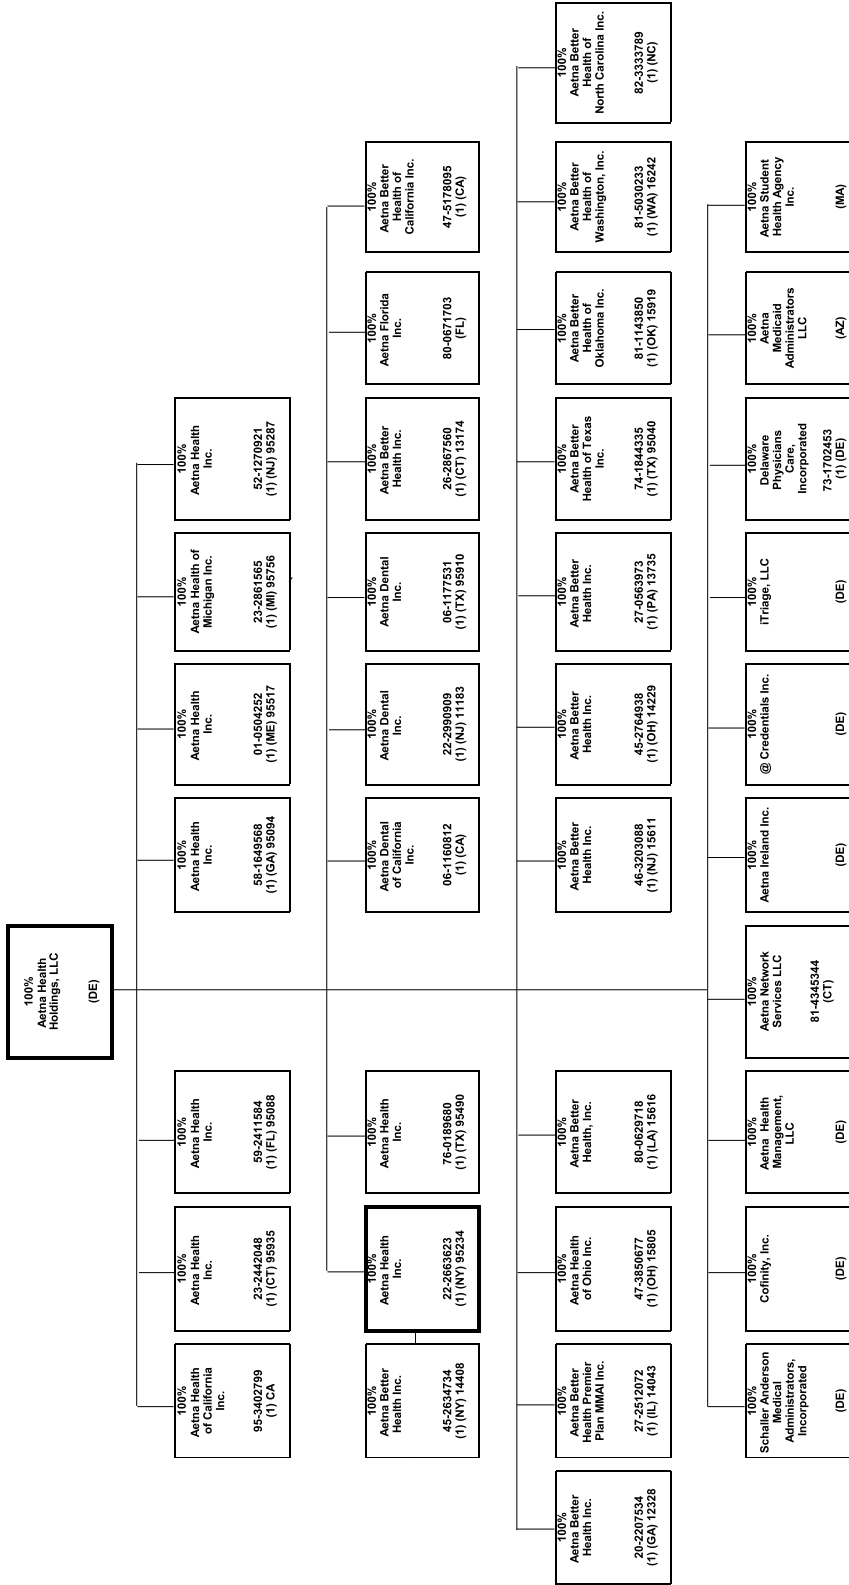 100%
Aetna Health
Holdings, LLC
(DE)
100%
Aetna Health
of California
Inc.
95-3402799
(1) CA
100%
Aetna Health
Inc.
23-2442048
(1) (CT) 95935
100%
Aetna Health
Inc.
59-2411584
(1) (FL) 95088
100%
Aetna Health
Inc.
58-1649568
(1) (GA) 95094
100%
Aetna Health
Inc.
01-0504252
(1) (ME) 95517
100%
Aetna Health of
Michigan Inc.
23-2861565
(1) (MI) 95756
100%
Aetna Health
Inc.
52-1270921
(1) (NJ) 95287
100%
Aetna Better
Health Inc.
45-2634734
(1) (NY) 14408
100%
Aetna Health
Inc.
22-2663623
(1) (NY) 95234
100%
Aetna Health
Inc.
76-0189680
(1) (TX) 95490
100%
Aetna Dental
of California
Inc.
06-1160812
(1) (CA)
100%
Aetna Dental
Inc.
22-2990909
(1) (NJ) 11183
100%
Aetna Dental
Inc.
06-1177531
(1) (TX) 95910
100%
Aetna Better
Health Inc.
26-2867560
(1) (CT) 13174
100%
Aetna Florida
Inc.
80-0671703
(FL)
100%
Aetna Better
Health of
California Inc.
47-5178095
(1) (CA)
100%
Aetna Better
Health Inc.
20-2207534
(1) (GA) 12328
100%
Aetna Better
Health Premier
Plan MMAI Inc.
27-2512072
(1) (IL) 14043
100%
Aetna Health
of Ohio Inc.
47-3850677
(1) (OH) 15805
100%
Aetna Better
Health, Inc.
80-0629718
(1) (LA) 15616
100%
Aetna Better
Health Inc.
46-3203088
(1) (NJ) 15611
100%
Aetna Better
Health Inc.
45-2764938
(1) (OH) 14229
100%
Aetna Better
Health Inc.
27-0563973
(1) (PA) 13735
100%
Aetna Better
Health of Texas
Inc.
74-1844335
(1) (TX) 95040
100%
Aetna Better
Health of
Oklahoma Inc.
81-1143850
(1) (OK) 15919
100%
Aetna Better
Health of
Washington, Inc.
81-5030233
(1) (WA) 16242
100%
Aetna Better
Health of
North Carolina Inc.
82-3333789
(1) (NC)
100%
Schaller Anderson
Medical
Administrators,
Incorporated
(DE)
100%
Cofinity, Inc.
(DE)
100%
Aetna Health
Management,
LLC
(DE)
100%
Aetna Network
Services LLC
81-4345344
(CT)
100%
Aetna Ireland Inc.
(DE)
100%
@ Credentials Inc.
(DE)
100%
iTriage, LLC
(DE)
100%
Delaware
Physicians
Care,
Incorporated
73-1702453
(1) (DE)
100%
Aetna
Medicaid
Administrators
LLC
(AZ)
100%
Aetna Student
Health Agency
Inc.
(MA)